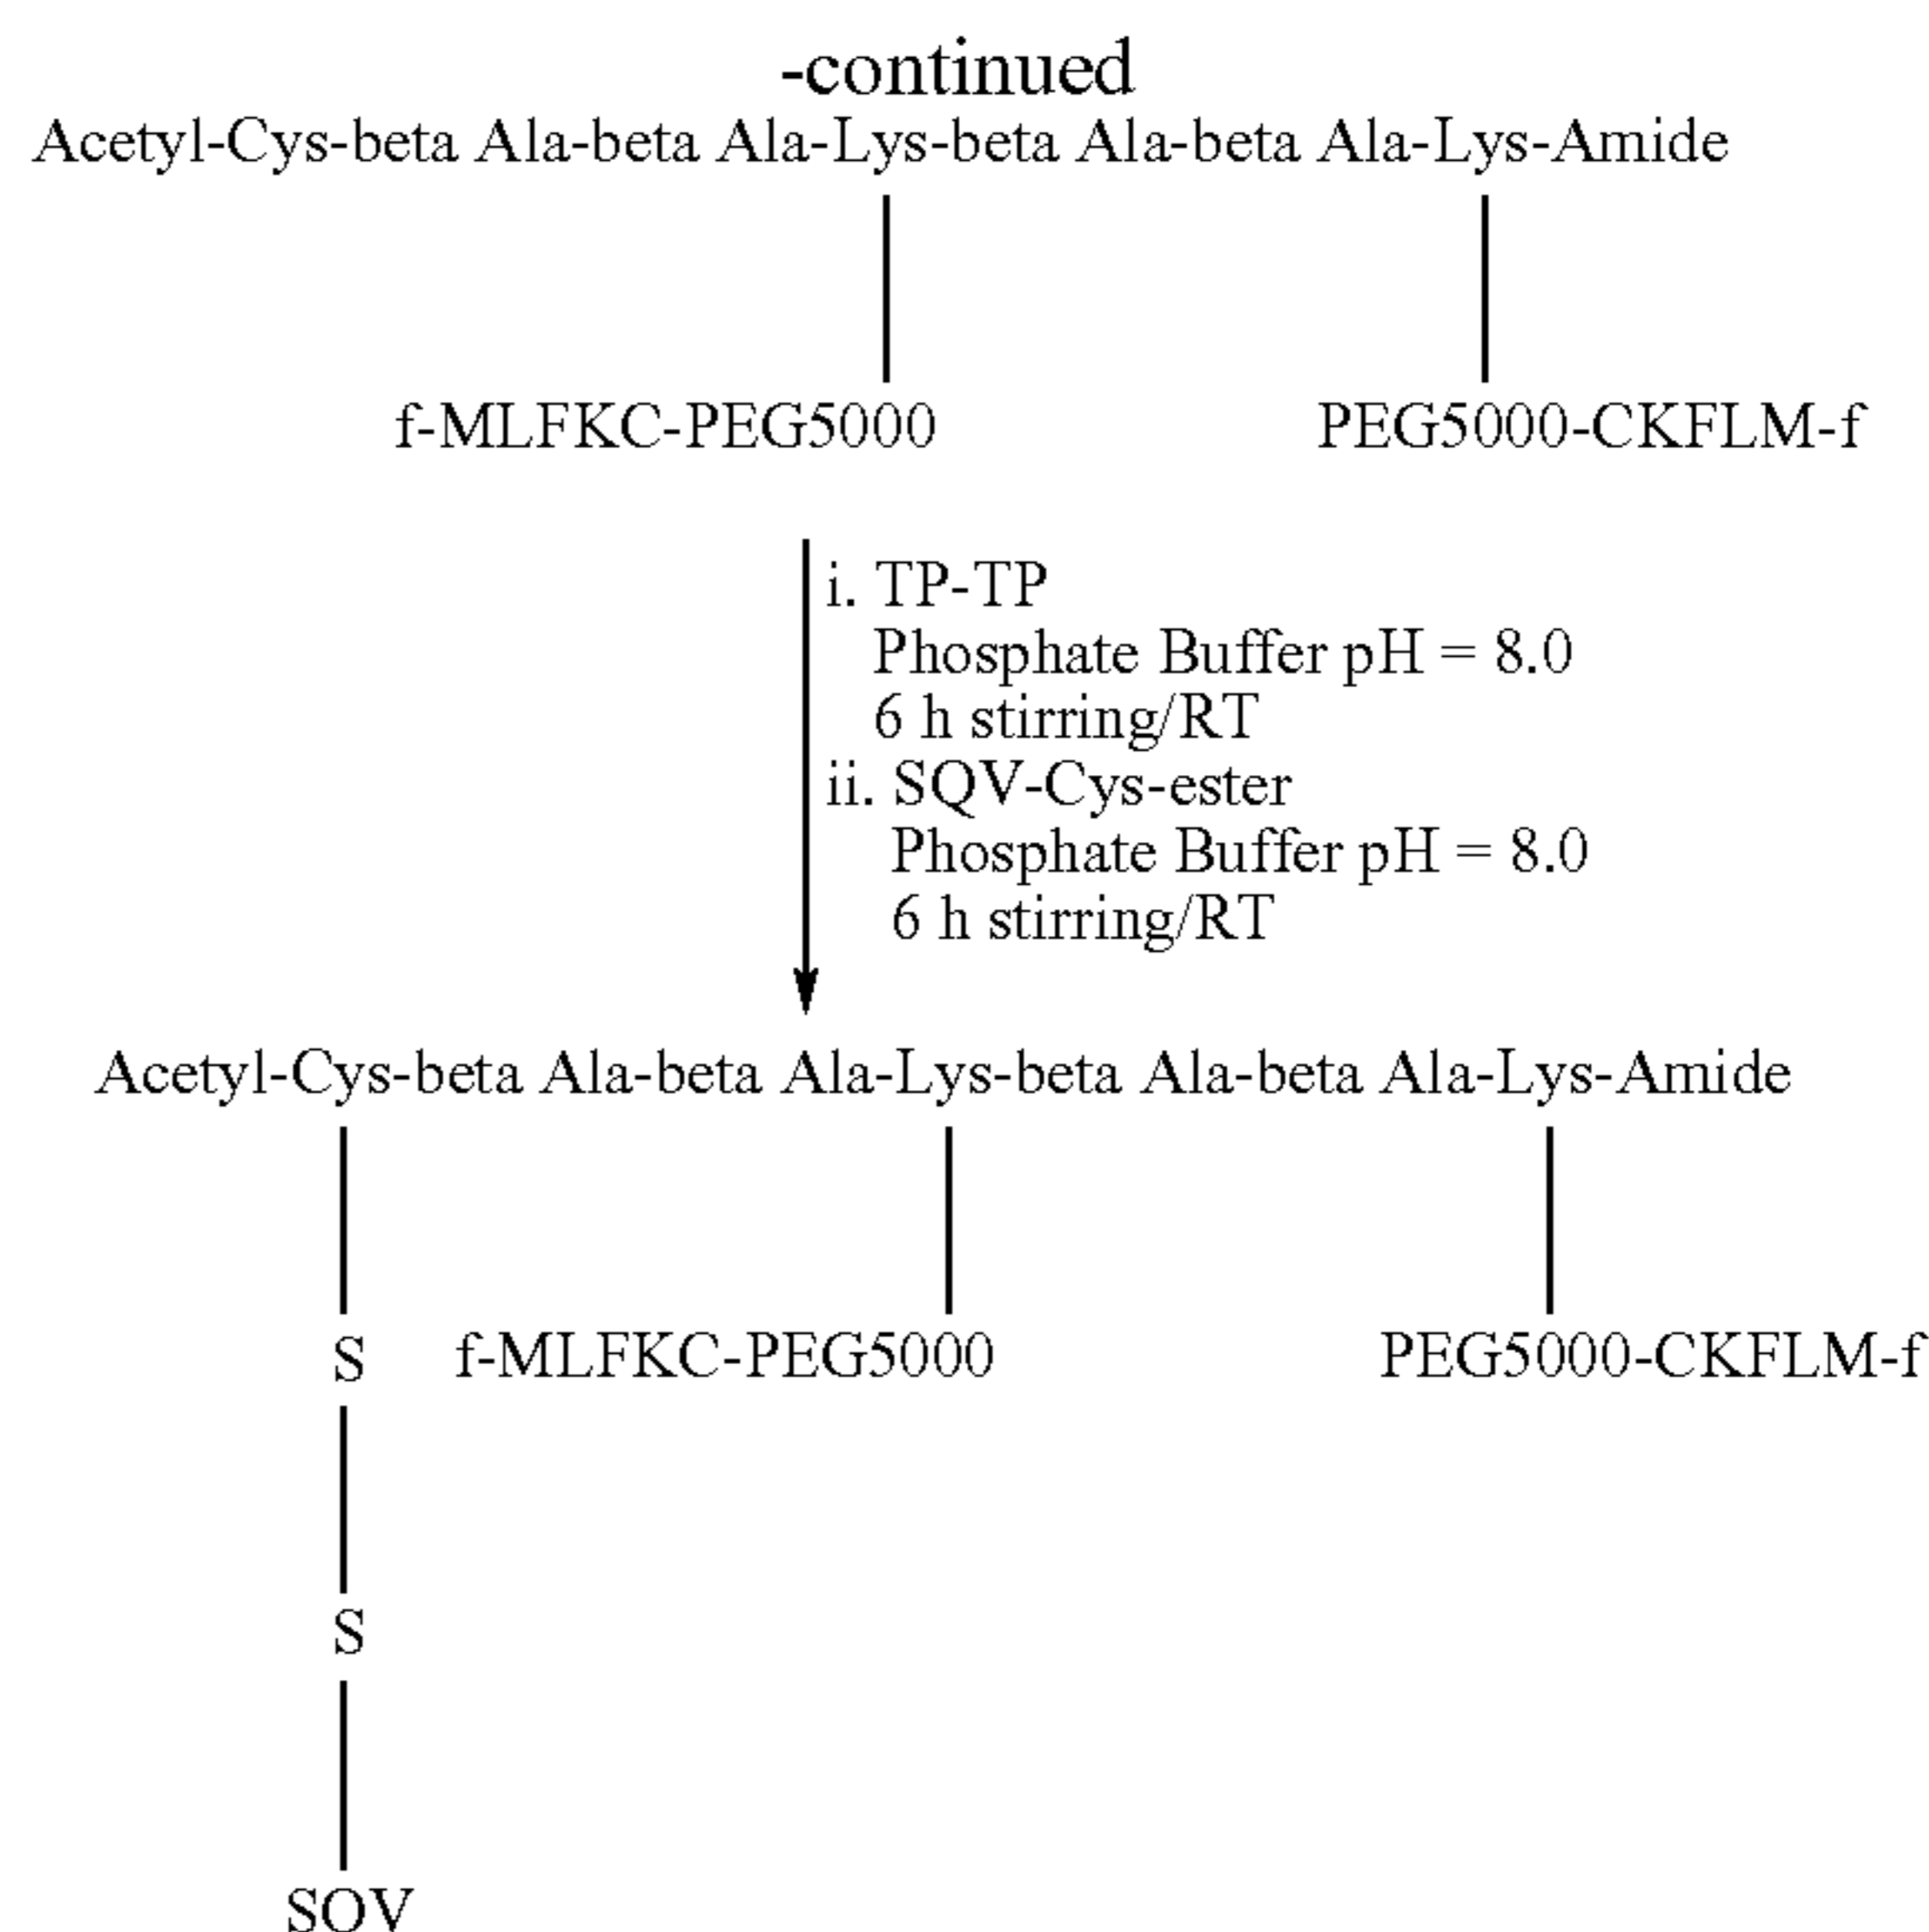 -continued
Acetyl-Cys-beta Ala-beta Ala-Lys-beta Ala-beta Ala-Lys-Amide
f-MLFKC-PEG5000 PEG5000-CKFLM-f
i. TP-TP
Phosphate Buffer pH = 8.0
6 h stirring/RT
ii. SQV-Cys-ester
Phosphate Buffer pH = 8.0
6 h stirring/RT
Acetyl-Cys-beta Ala-beta Ala-Lys-beta Ala-beta Ala-Lys-Amide
S f-MLFKC-PEG5000 PEG5000-CKFLM-f
S
SQV